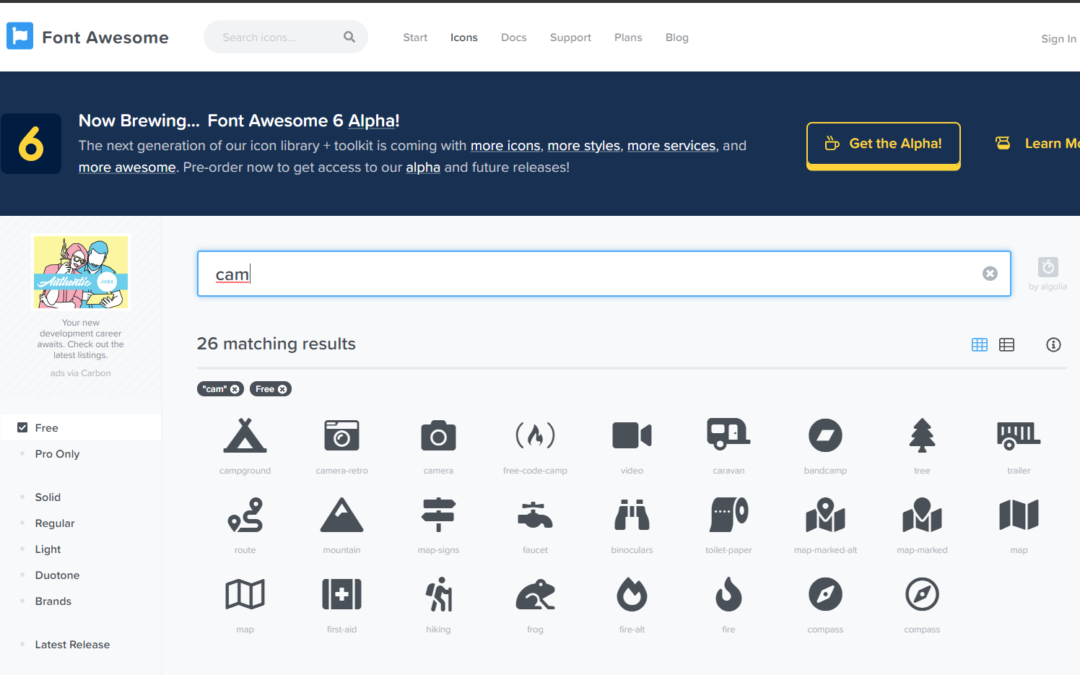 Font Awesome
Search icons...
Start
Icons
Docs
Support
Plans
Blog
Sign In
6
Now Brewing... Font Awesome 6 Alpha!
The next generation of our icon library + toolkit is coming with more icons, more styles, more services, and
more awesome. Pre-order now to get access to our alpha and future releases!
Get the Alpha!
Learn Mo
Authentic
JOBS
Your new
development career
awaits. Check out the
latest listings.
ads via Carbon
cam
by algolia
26 matching results
"cam"
Free
Free
Pro Only
Solid
Regular
Light
Duotone
Brands
Latest Release
campground
camera-retro
camera
free-code-camp
video
caravan
bandcamp
tree
trailer
route
mountain
map-signs
faucet
binoculars
toilet-paper
map-marked-alt
map-marked
map
map
first-aid
hiking
frog
fire-alt
fire
compass
compass